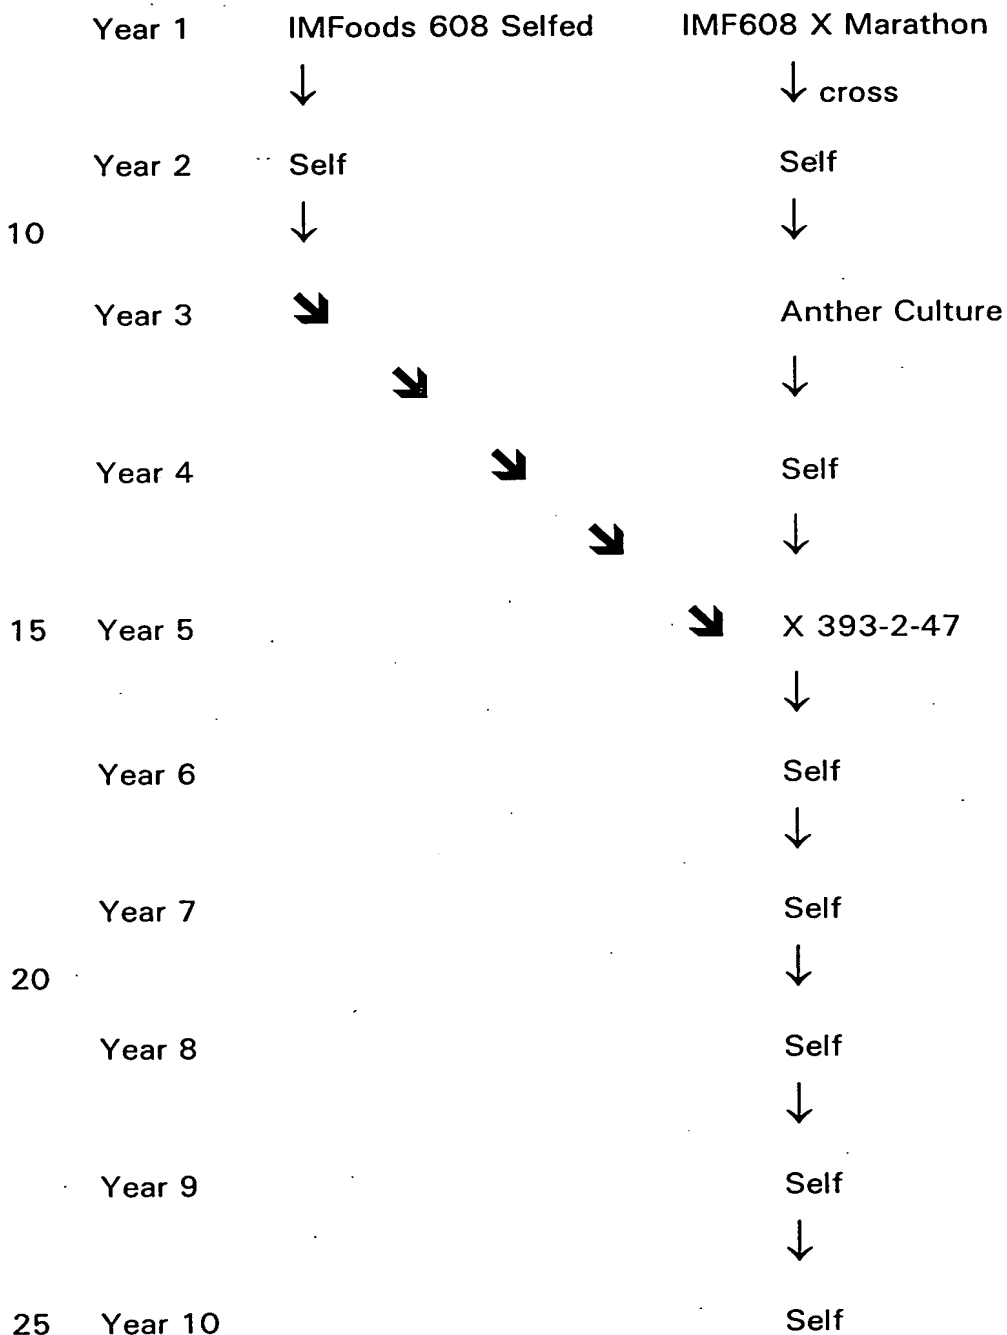 Year 1 IMFoods 608 Selfed IMF608 X Marathon
↓ ↓ cross
Year 2 Self Self
10 ↓ ↓
Year 3 Anther Culture
↓
Year 4 Self
↓
15 Year 5 X 393-2-47
↓
Year 6 Self
↓
Year 7 Self
20 ↓
Year 8 Self
↓
Year 9 Self
↓
25 Year 10 Self